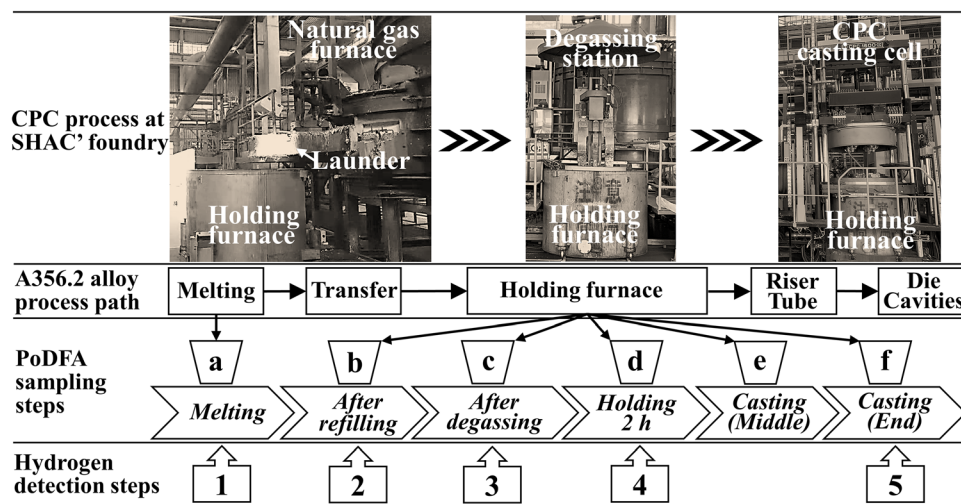 Natural gas
furnace
Launder
Holding
furnace
Degassing
station
Holding
furnace
CPC
casting cell
Holding
furnace
CPC process at
SHAC’ foundry
A356.2 alloy
process path
Melting
Transfer
Holding furnace
Riser
Tube
Die
Cavities
PoDFA
sampling
steps
a
b
c
d
e
f
Melting
After
refilling
After
degassing
Holding
2 h
Casting
(Middle)
Casting
(End)
Hydrogen
detection steps
1
2
3
4
5